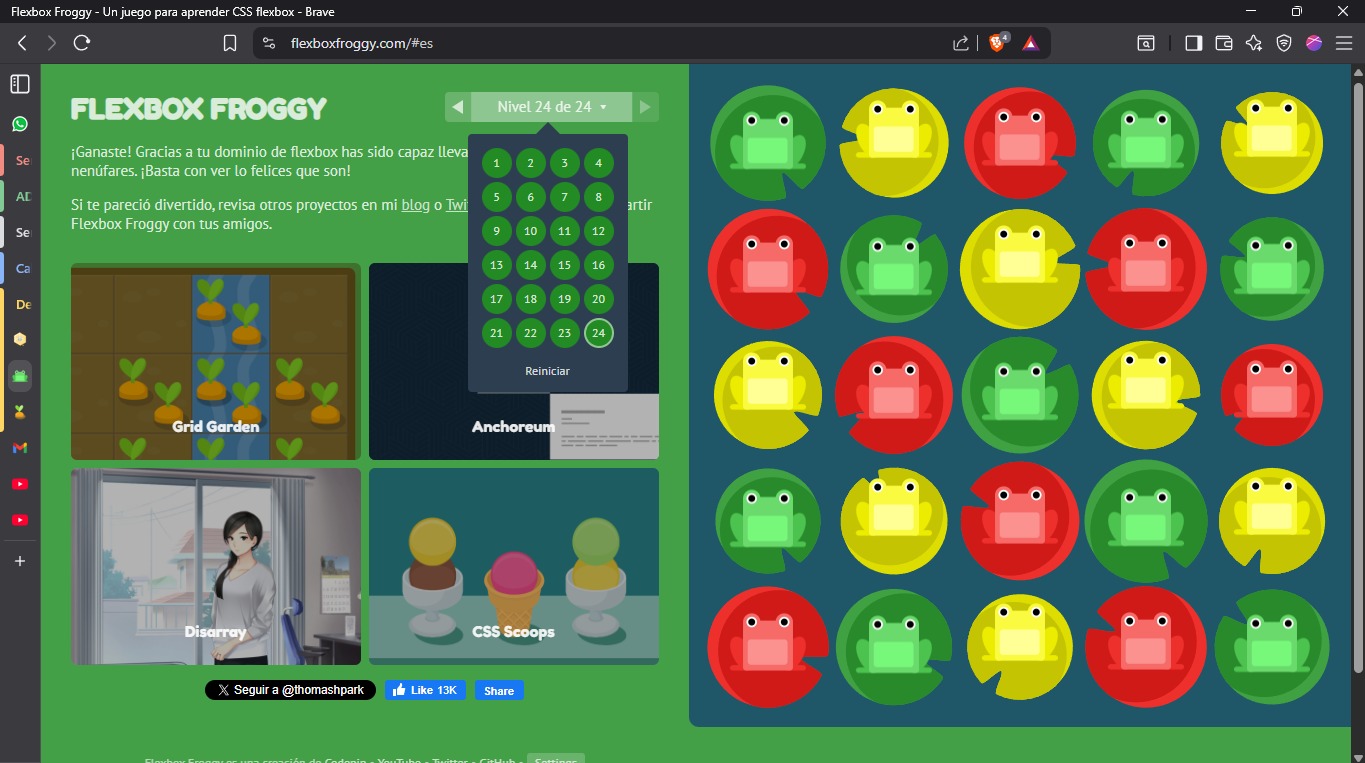 Flexbox Froggy - Un juego para aprender CSS flexbox - Brave
flexboxfroggy.com/#es
4
Se
AD
Se
Ca
De
FLEXBOX FROGGY
Nivel 24 de 24
¡Ganaste! Gracias a tu dominio de flexbox has sido capaz
nenúfares. ¡Basta con ver lo felices que son!
Si te pareció divertido, revisa otros proyectos en mi blog o
Flexbox Froggy con tus amigos.
1 2 3 4
5 6 7 8
9 10 11 12
13 14 15 16
17 18 19 20
21 22 23 24
Reiniciar
Grid Garden
Anchoreum
Disarray
CSS Scoops
Seguir a @thomashpark
Like 13K
Share
Flexbox Froggy es una creación de Codepip • YouTube • Twitter • GitHub • Settings